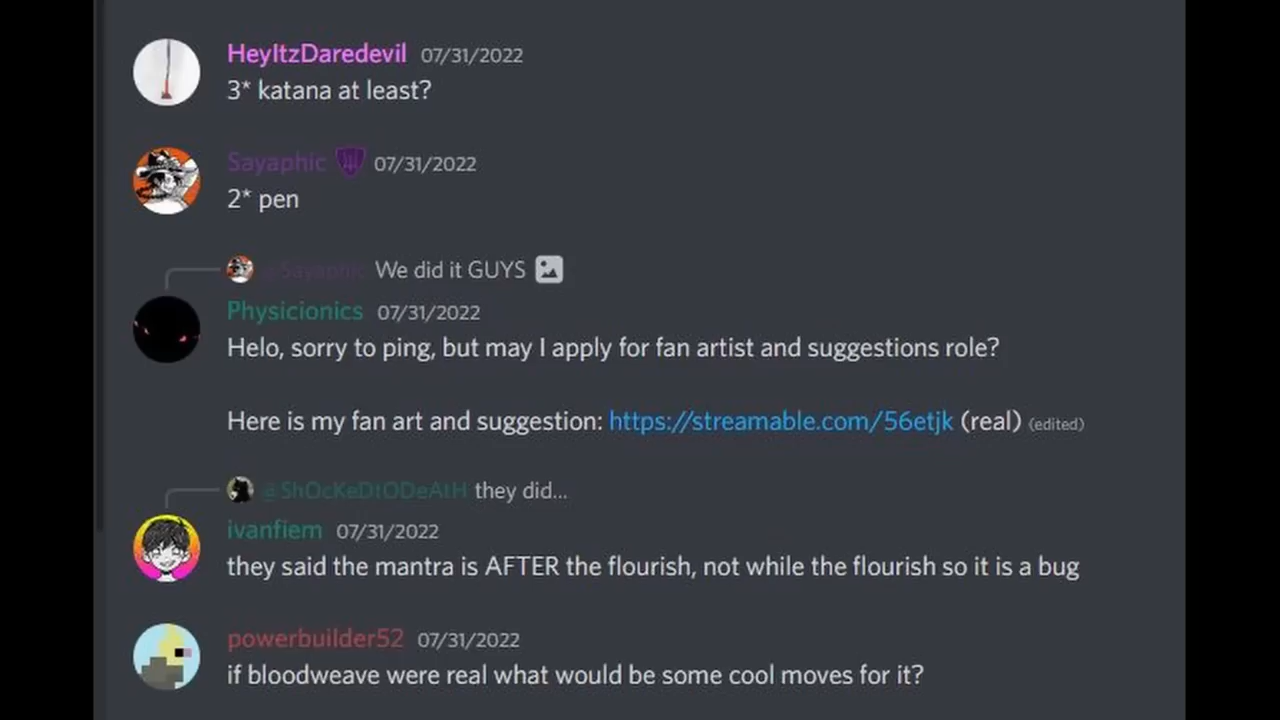 HeyItzDaredevil 07/31/2022
3* katana at least?
Sayaphic 07/31/2022
2* pen
@Sayaphic We did it GUYS
Physicionics 07/31/2022
Helo, sorry to ping, but may I apply for fan artist and suggestions role?
Here is my fan art and suggestion: https://streamable.com/56etjk (real) (edited)
@ShOcKeDtODeAtH they did...
ivanfiem 07/31/2022
they said the mantra is AFTER the flourish, not while the flourish so it is a bug
powerbuilder52 07/31/2022
if bloodweave were real what would be some cool moves for it?